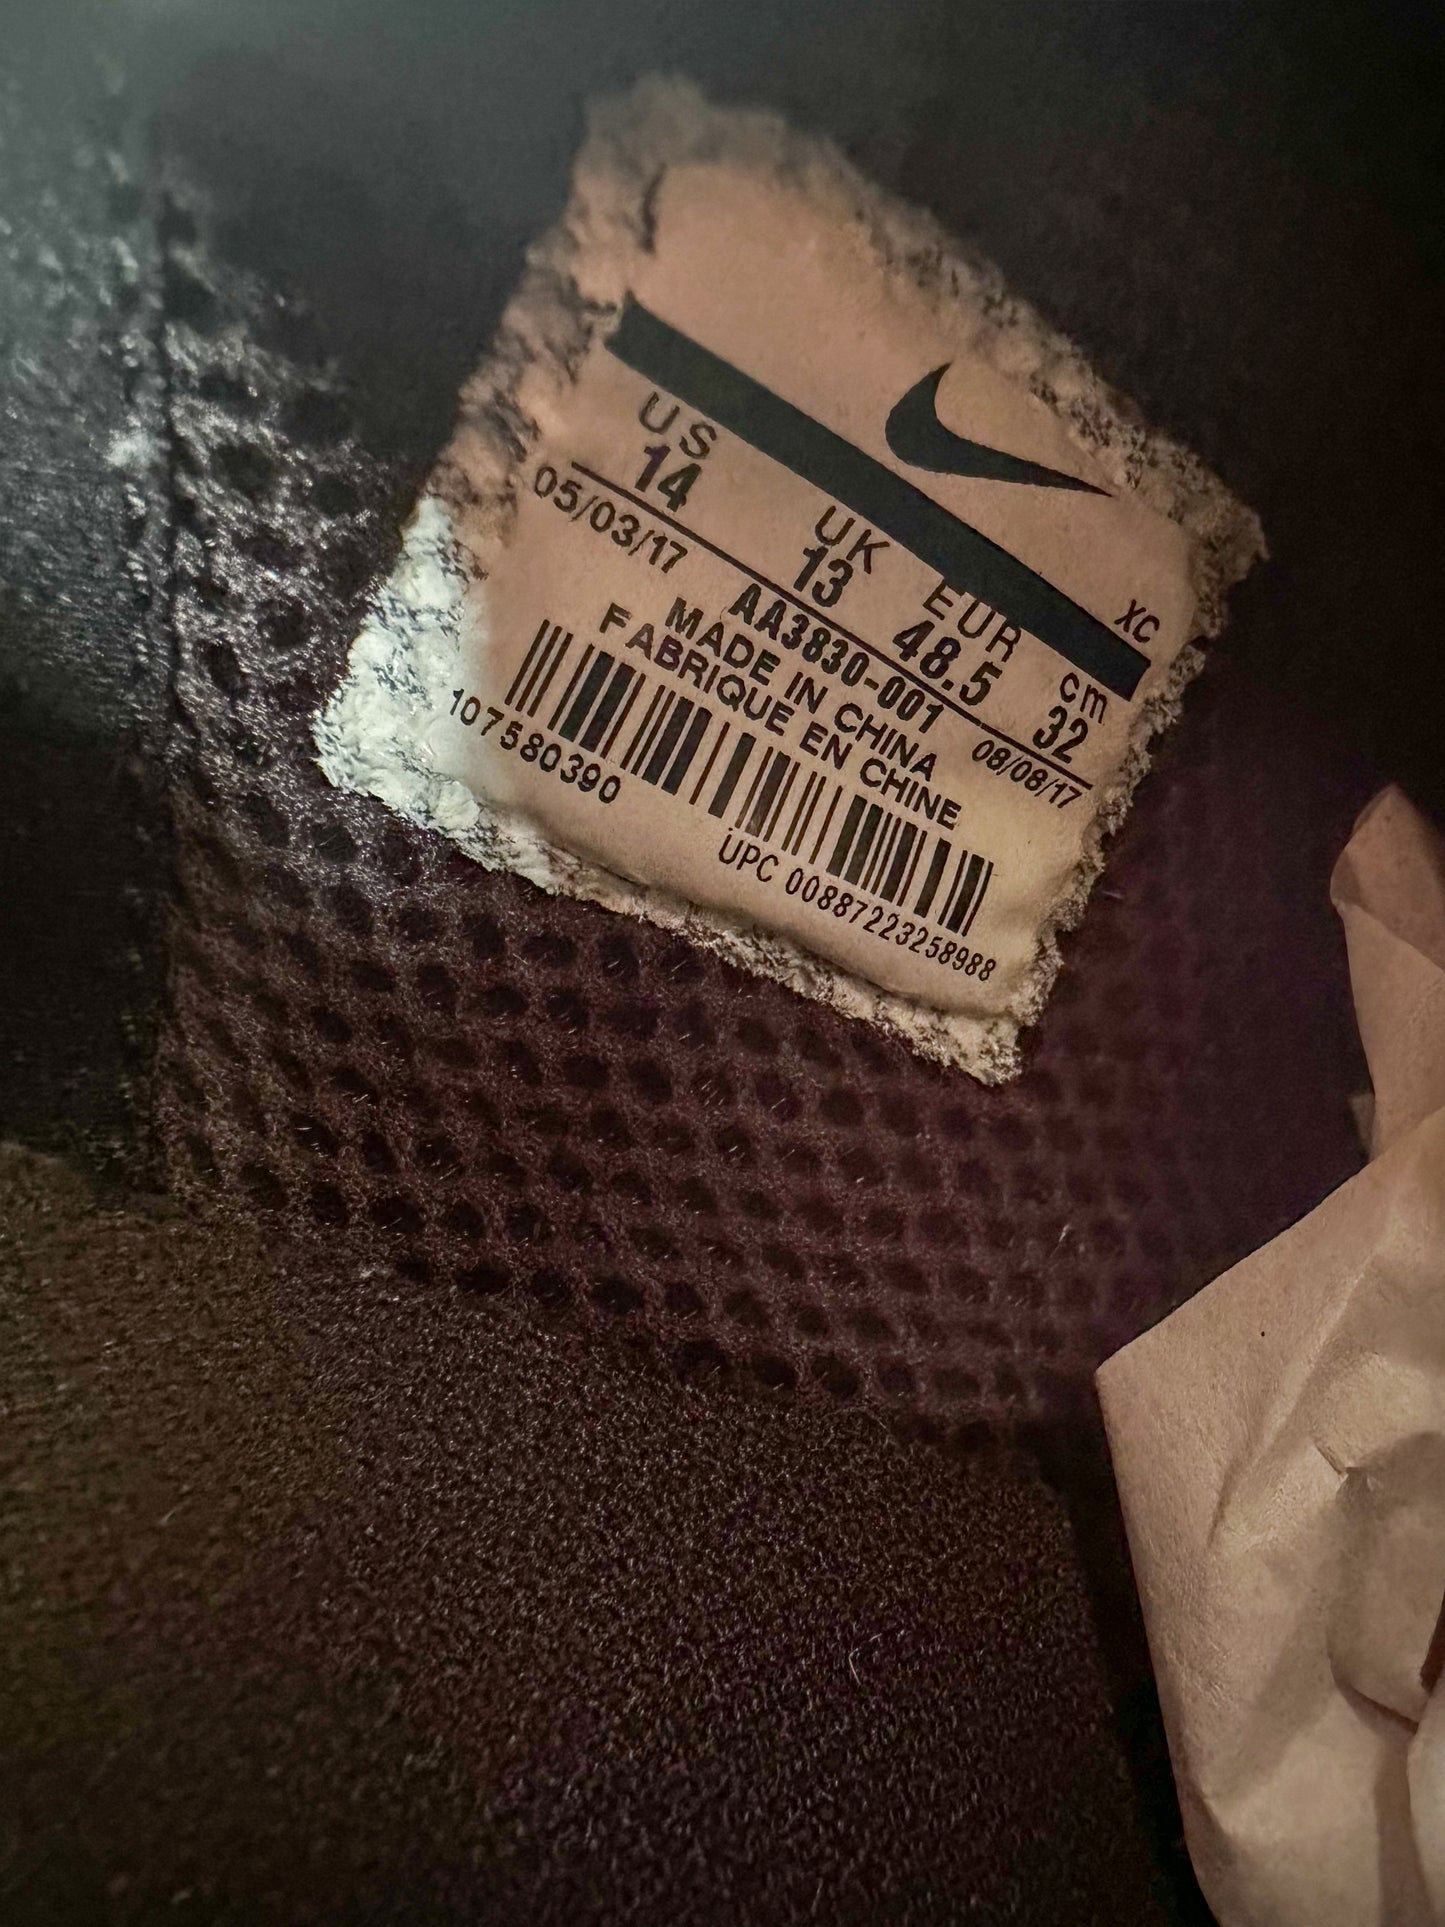 XC
US UK EUR cm
14 13 48.5 32
05/03/17 AA3830-001 08/08/17
MADE IN CHINA
FABRIQUE EN CHINE
107580390
UPC 00887223258988